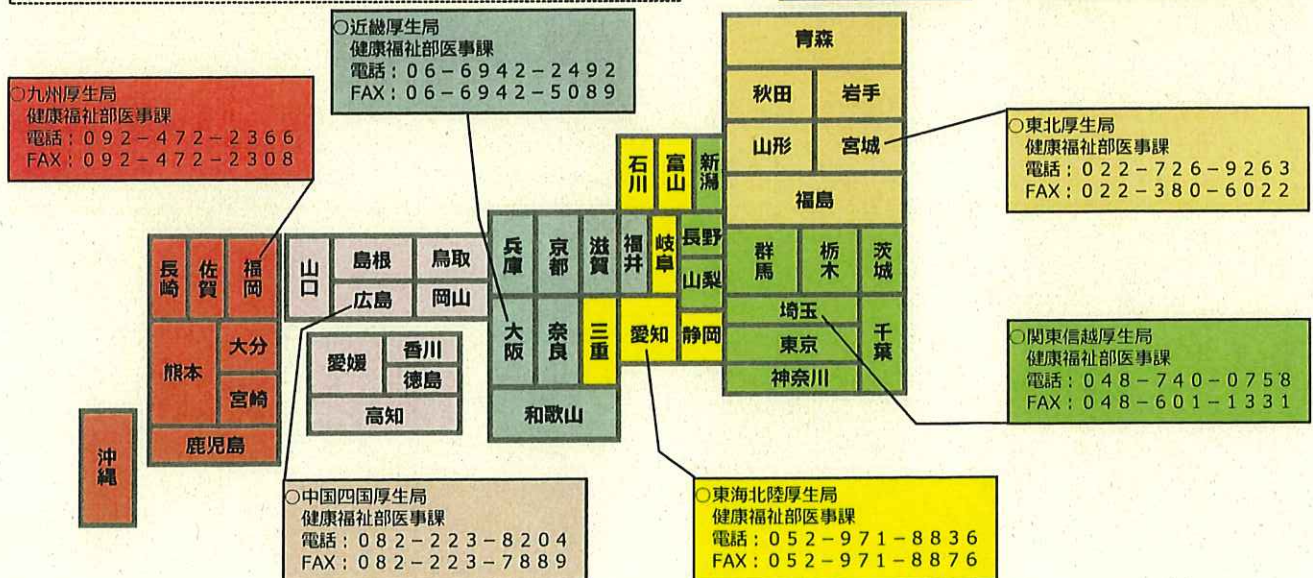 ○近畿厚生局
健康福祉部医事課
電話：06-6942-2492
FAX：06-6942-5089
○九州厚生局
健康福祉部医事課
電話：092-472-2366
FAX：092-472-2308
○東北厚生局
健康福祉部医事課
電話：022-726-9263
FAX：022-380-6022
青森
秋田 岩手
山形 宮城
福島
石川 富山 新潟
長崎 佐賀 福岡
山口 島根 鳥取
広島 岡山
兵庫 京都 滋賀 福井 岐阜 長野
山梨
群馬 栃木 茨城
埼玉
東京 千葉
神奈川
大阪 奈良 三重 愛知 静岡
和歌山
愛媛 香川
徳島
高知
熊本 大分
宮崎
鹿児島
沖縄
○関東信越厚生局
健康福祉部医事課
電話：048-740-0758
FAX：048-601-1331
○中国四国厚生局
健康福祉部医事課
電話：082-223-8204
FAX：082-223-7889
○東海北陸厚生局
健康福祉部医事課
電話：052-971-8836
FAX：052-971-8876